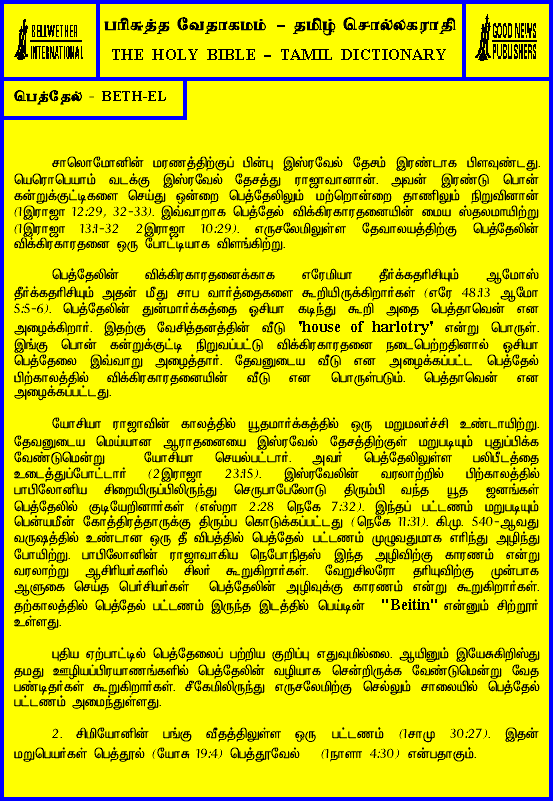 BELLWETHER
INTERNATIONAL
பரிசுத்த வேதாகமம் – தமிழ் சொல்லகராதி
THE HOLY BIBLE – TAMIL DICTIONARY
GOOD NEWS
PUBLISHERS
பெத்தேல் - BETH-EL
சாலொமோனின் மரணத்திற்குப் பின்பு இஸ்ரவேல் தேசம் இரண்டாக பிளவுண்டது.
யெரொபெயாம் வடக்கு இஸ்ரவேல் தேசத்து ராஜாவானான். அவன் இரண்டு பொன்
கன்றுக்குட்டிகளை செய்து ஒன்றை பெத்தேலிலும் மற்றொன்றை தாணிலும் நிறுவினான்
(1இராஜா 12:29, 32-33). இவ்வாறாக பெத்தேல் விக்கிரகாரதனையின் மைய ஸ்தலமாயிற்று
(1இராஜா 13:1-32 2இராஜா 10:29). எருசலேமிலுள்ள தேவாலயத்திற்கு பெத்தேலின்
விக்கிரகாரதனை ஒரு போட்டியாக விளங்கிற்று.
பெத்தேலின் விக்கிரகாரதனைக்காக எரேமியா தீர்க்கதரிசியும் ஆமோஸ்
தீர்க்கதரிசியும் அதன் மீது சாப வார்த்தைகளை கூறியிருக்கிறார்கள் (எரே 48:13 ஆமோ
5:5-6). பெத்தேலின் துன்மார்க்கத்தை ஓசியா கடிந்து கூறி அதை பெத்தாவென் என
அழைக்கிறார். இதற்கு வேசித்தனத்தின் வீடு "house of harlotry" என்று பொருள்.
இங்கு பொன் கன்றுக்குட்டி நிறுவப்பட்டு விக்கிரகாரதனை நடைபெற்றதினால் ஓசியா
பெத்தேலை இவ்வாறு அழைத்தார். தேவனுடைய வீடு என அழைக்கப்பட்ட பெத்தேல்
பிற்காலத்தில் விக்கிரகாரதனையின் வீடு என பொருள்படும். பெத்தாவென் என
அழைக்கப்பட்டது.
யோசியா ராஜாவின் காலத்தில் யூதமார்க்கத்தில் ஒரு மறுமலர்ச்சி உண்டாயிற்று.
தேவனுடைய மெய்யான ஆராதனையை இஸ்ரவேல் தேசத்திற்குள் மறுபடியும் புதுப்பிக்க
வேண்டுமென்று யோசியா செயல்பட்டார். அவர் பெத்தேலிலுள்ள பலிபீடத்தை
உடைத்துப்போட்டார் (2இராஜா 23:15). இஸ்ரவேலின் வரலாற்றில் பிற்காலத்தில்
பாபிலோனிய சிறையிருப்பிலிருந்து செருபாபேலோடு திரும்பி வந்த யூத ஜனங்கள்
பெத்தேலில் குடியேறினார்கள் (எஸ்றா 2:28 நெகே 7:32). இந்தப் பட்டணம் மறுபடியும்
பென்யமீன் கோத்திரத்தாருக்கு திரும்ப கொடுக்கப்பட்டது (நெகே 11:31). கி.மு. 540-ஆவது
வருஷத்தில் உண்டான ஒரு தீ விபத்தில் பெத்தேல் பட்டணம் முழுவதுமாக எரிந்து அழிந்து
போயிற்று. பாபிலோனின் ராஜாவாகிய நெபோநிதஸ் இந்த அழிவிற்கு காரணம் என்று
வரலாற்று ஆசிரியர்களில் சிலர் கூறுகிறார்கள். வேறுசிலரோ தரியுவிற்கு முன்பாக
ஆளுகை செய்த பெர்சியர்கள் பெத்தேலின் அழிவுக்கு காரணம் என்று கூறுகிறார்கள்.
தற்காலத்தில் பெத்தேல் பட்டணம் இருந்த இடத்தில் பெய்டின் "Beitin" என்னும் சிற்றூர்
உள்ளது.
புதிய ஏற்பாட்டில் பெத்தேலைப் பற்றிய குறிப்பு எதுவுமில்லை. ஆயினும் இயேசுகிறிஸ்து
தமது ஊழியப்பிரயாணங்களில் பெத்தேலின் வழியாக சென்றிருக்க வேண்டுமென்று வேத
பண்டிதர்கள் கூறுகிறார்கள். சீகேமிலிருந்து எருசலேமிற்கு செல்லும் சாலையில் பெத்தேல்
பட்டணம் அமைந்துள்ளது.
2. சிமியோனின் பங்கு வீதத்திலுள்ள ஒரு பட்டணம் (1சாமு 30:27). இதன்
மறுபெயர்கள் பெத்தூல் (யோசு 19:4) பெத்தூவேல் (1நாளா 4:30) என்பதாகும்.